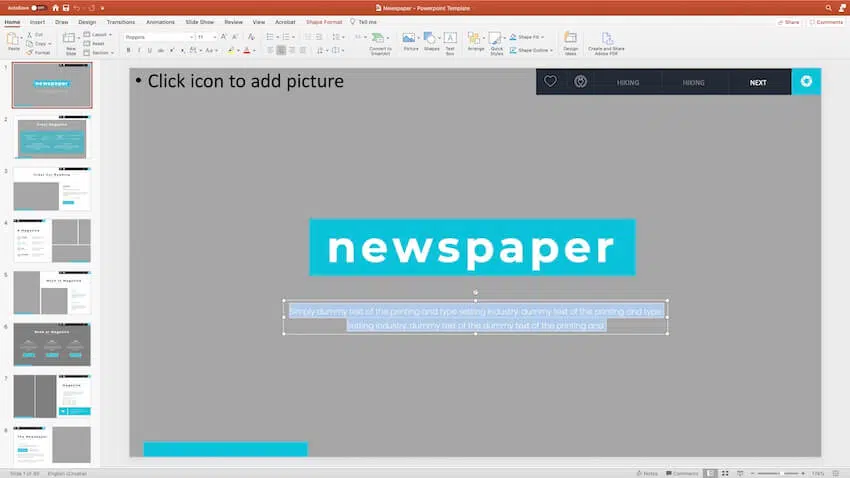 AutoSave OFF
Newspaper – Powerpoint Template
Home Insert Draw Design Transitions Animations Slide Show Review View Acrobat Shape Format Tell me
Share Comments
Paste
Cut
Copy
Format
New Slide
Layout
Reset
Section
Poppins 11
Convert to SmartArt
Picture
Shapes
Text Box
Arrange
Quick Styles
Shape Fill
Shape Outline
Design Ideas
Create and Share Adobe PDF
1
newspaper
2
3
4
5
6
7
8
The Newspaper
• Click icon to add picture
HIKING HIKING NEXT
newspaper
Simply dummy text of the printing and type setting industry. dummy text of the printing and type
setting industry. dummy text of the dummy text of the printing and
Slide 1 of
Notes Comments